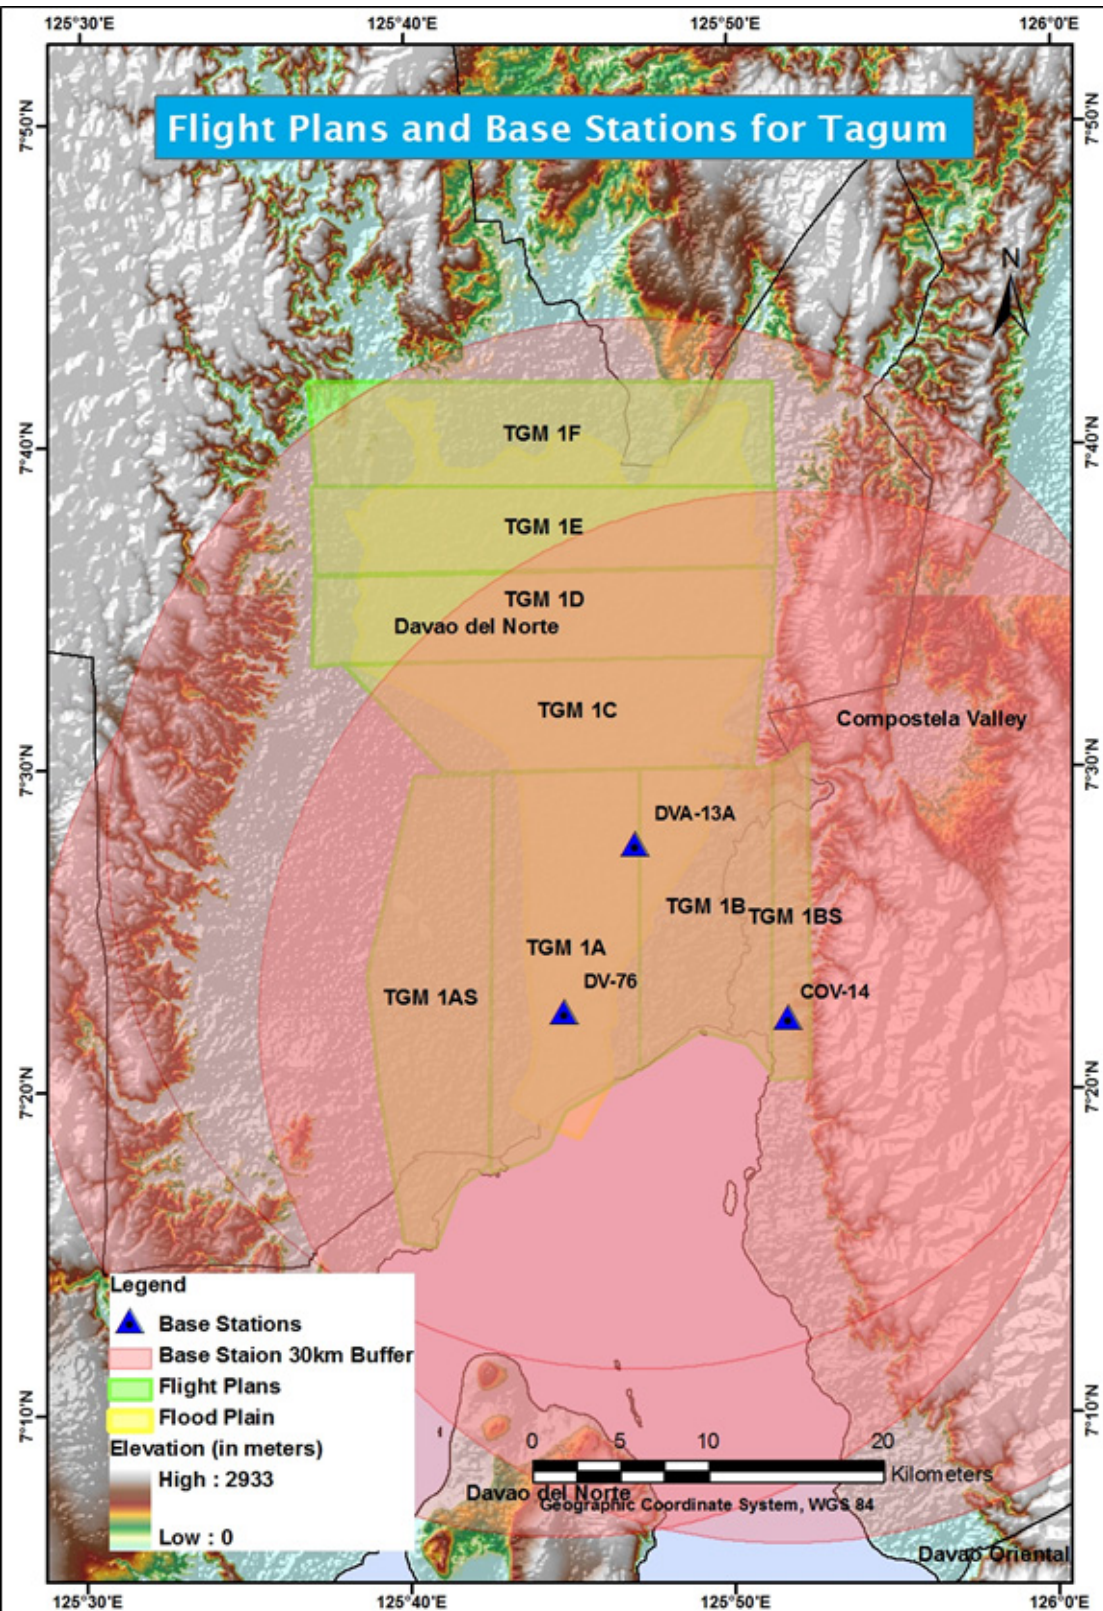 125°30'E 125°40'E 125°50'E 126°0'E
Flight Plans and Base Stations for Tagum
7°50'N 7°50'N
N
TGM 1F
7°40'N 7°40'N
TGM 1E
TGM 1D
Davao del Norte
TGM 1C
Compostela Valley
7°30'N 7°30'N
DVA-13A
TGM 1B
TGM 1BS
TGM 1A
DV-76
COV-14
TGM 1AS
7°20'N 7°20'N
Legend
Base Stations
Base Staion 30km Buffer
Flight Plans
Flood Plain
7°10'N 7°10'N
Elevation (in meters)
High : 2933
Low : 0
0 5 10 20
Kilometers
Davao del Norte
Geographic Coordinate System, WGS 84
Davao Oriental
125°30'E 125°40'E 125°50'E 126°0'E